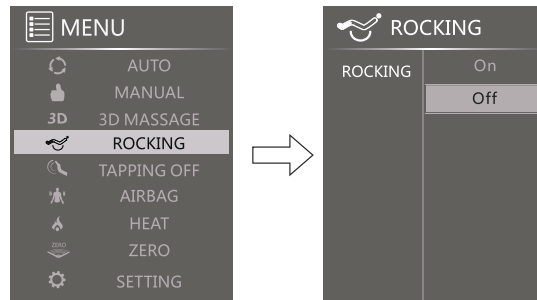 MENU
AUTO
MANUAL
3D 3D MASSAGE
ROCKING
TAPPING OFF
AIRBAG
HEAT
ZERO ZERO
SETTING
ROCKING
ROCKING On
Off